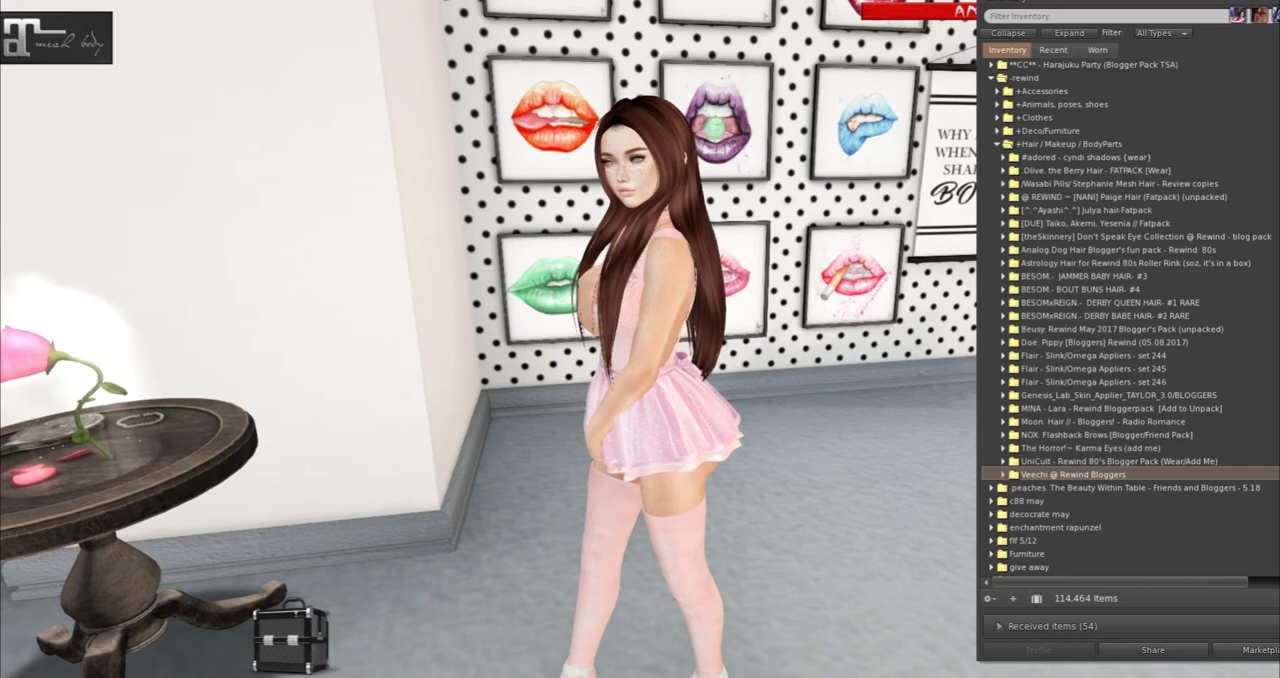 mesh body
AN
WHY
WHEN
SHA
BO
Filter Inventory
Collapse Expand Filter: All Types
Inventory Recent Worn
**CC** - Harajuku Party (Blogger Pack TSA)
-rewind
+Accessories
+Animals, poses, shoes
+Clothes
+Deco/Furniture
+Hair / Makeup / BodyParts
#adored - cyndi shadows {wear}
.Olive. the Berry Hair - FATPACK [Wear]
/Wasabi Pills/ Stephanie Mesh Hair - Review copies
@ REWIND ~ [NANI] Paige Hair (Fatpack) (unpacked)
[^.^Ayashi^.^] Julya hair-Fatpack
[DUE] Taiko, Akemi, Yesenia // Fatpack
[theSkinnery] Don't Speak Eye Collection @ Rewind - blog pack
Analog Dog Hair Blogger's fun pack - Rewind: 80s
Astrology Hair for Rewind 80s Roller Rink (soz, it's in a box)
BESOM.- JAMMER BABY HAIR- #3
BESOM.- BOUT BUNS HAIR- #4
BESOMxREIGN.- DERBY QUEEN HAIR- #1 RARE
BESOMxREIGN.- DERBY BABE HAIR- #2 RARE
Beusy: Rewind May 2017 Blogger's Pack (unpacked)
Doe: Pippy [Bloggers] Rewind (05.08.2017)
Flair - Slink/Omega Appliers - set 244
Flair - Slink/Omega Appliers - set 245
Flair - Slink/Omega Appliers - set 246
Genesis_Lab_Skin_Applier_TAYLOR_3.0/BLOGGERS
MINA - Lara - Rewind Bloggerpack [Add to Unpack]
Moon. Hair // - Bloggers! - Radio Romance
NOX. Flashback Brows [Blogger/Friend Pack]
The Horror!~ Karma Eyes (add me)
UniCult - Rewind 80's Blogger Pack (Wear/Add Me)
Veechi @ Rewind Bloggers
peaches. The Beauty Within Table - Friends and Bloggers - 5.18
c88 may
decocrate may
enchantment rapunzel
flf 5/12
Furniture
give away
114,464 Items
Received items (54)
Profile Share Marketpla